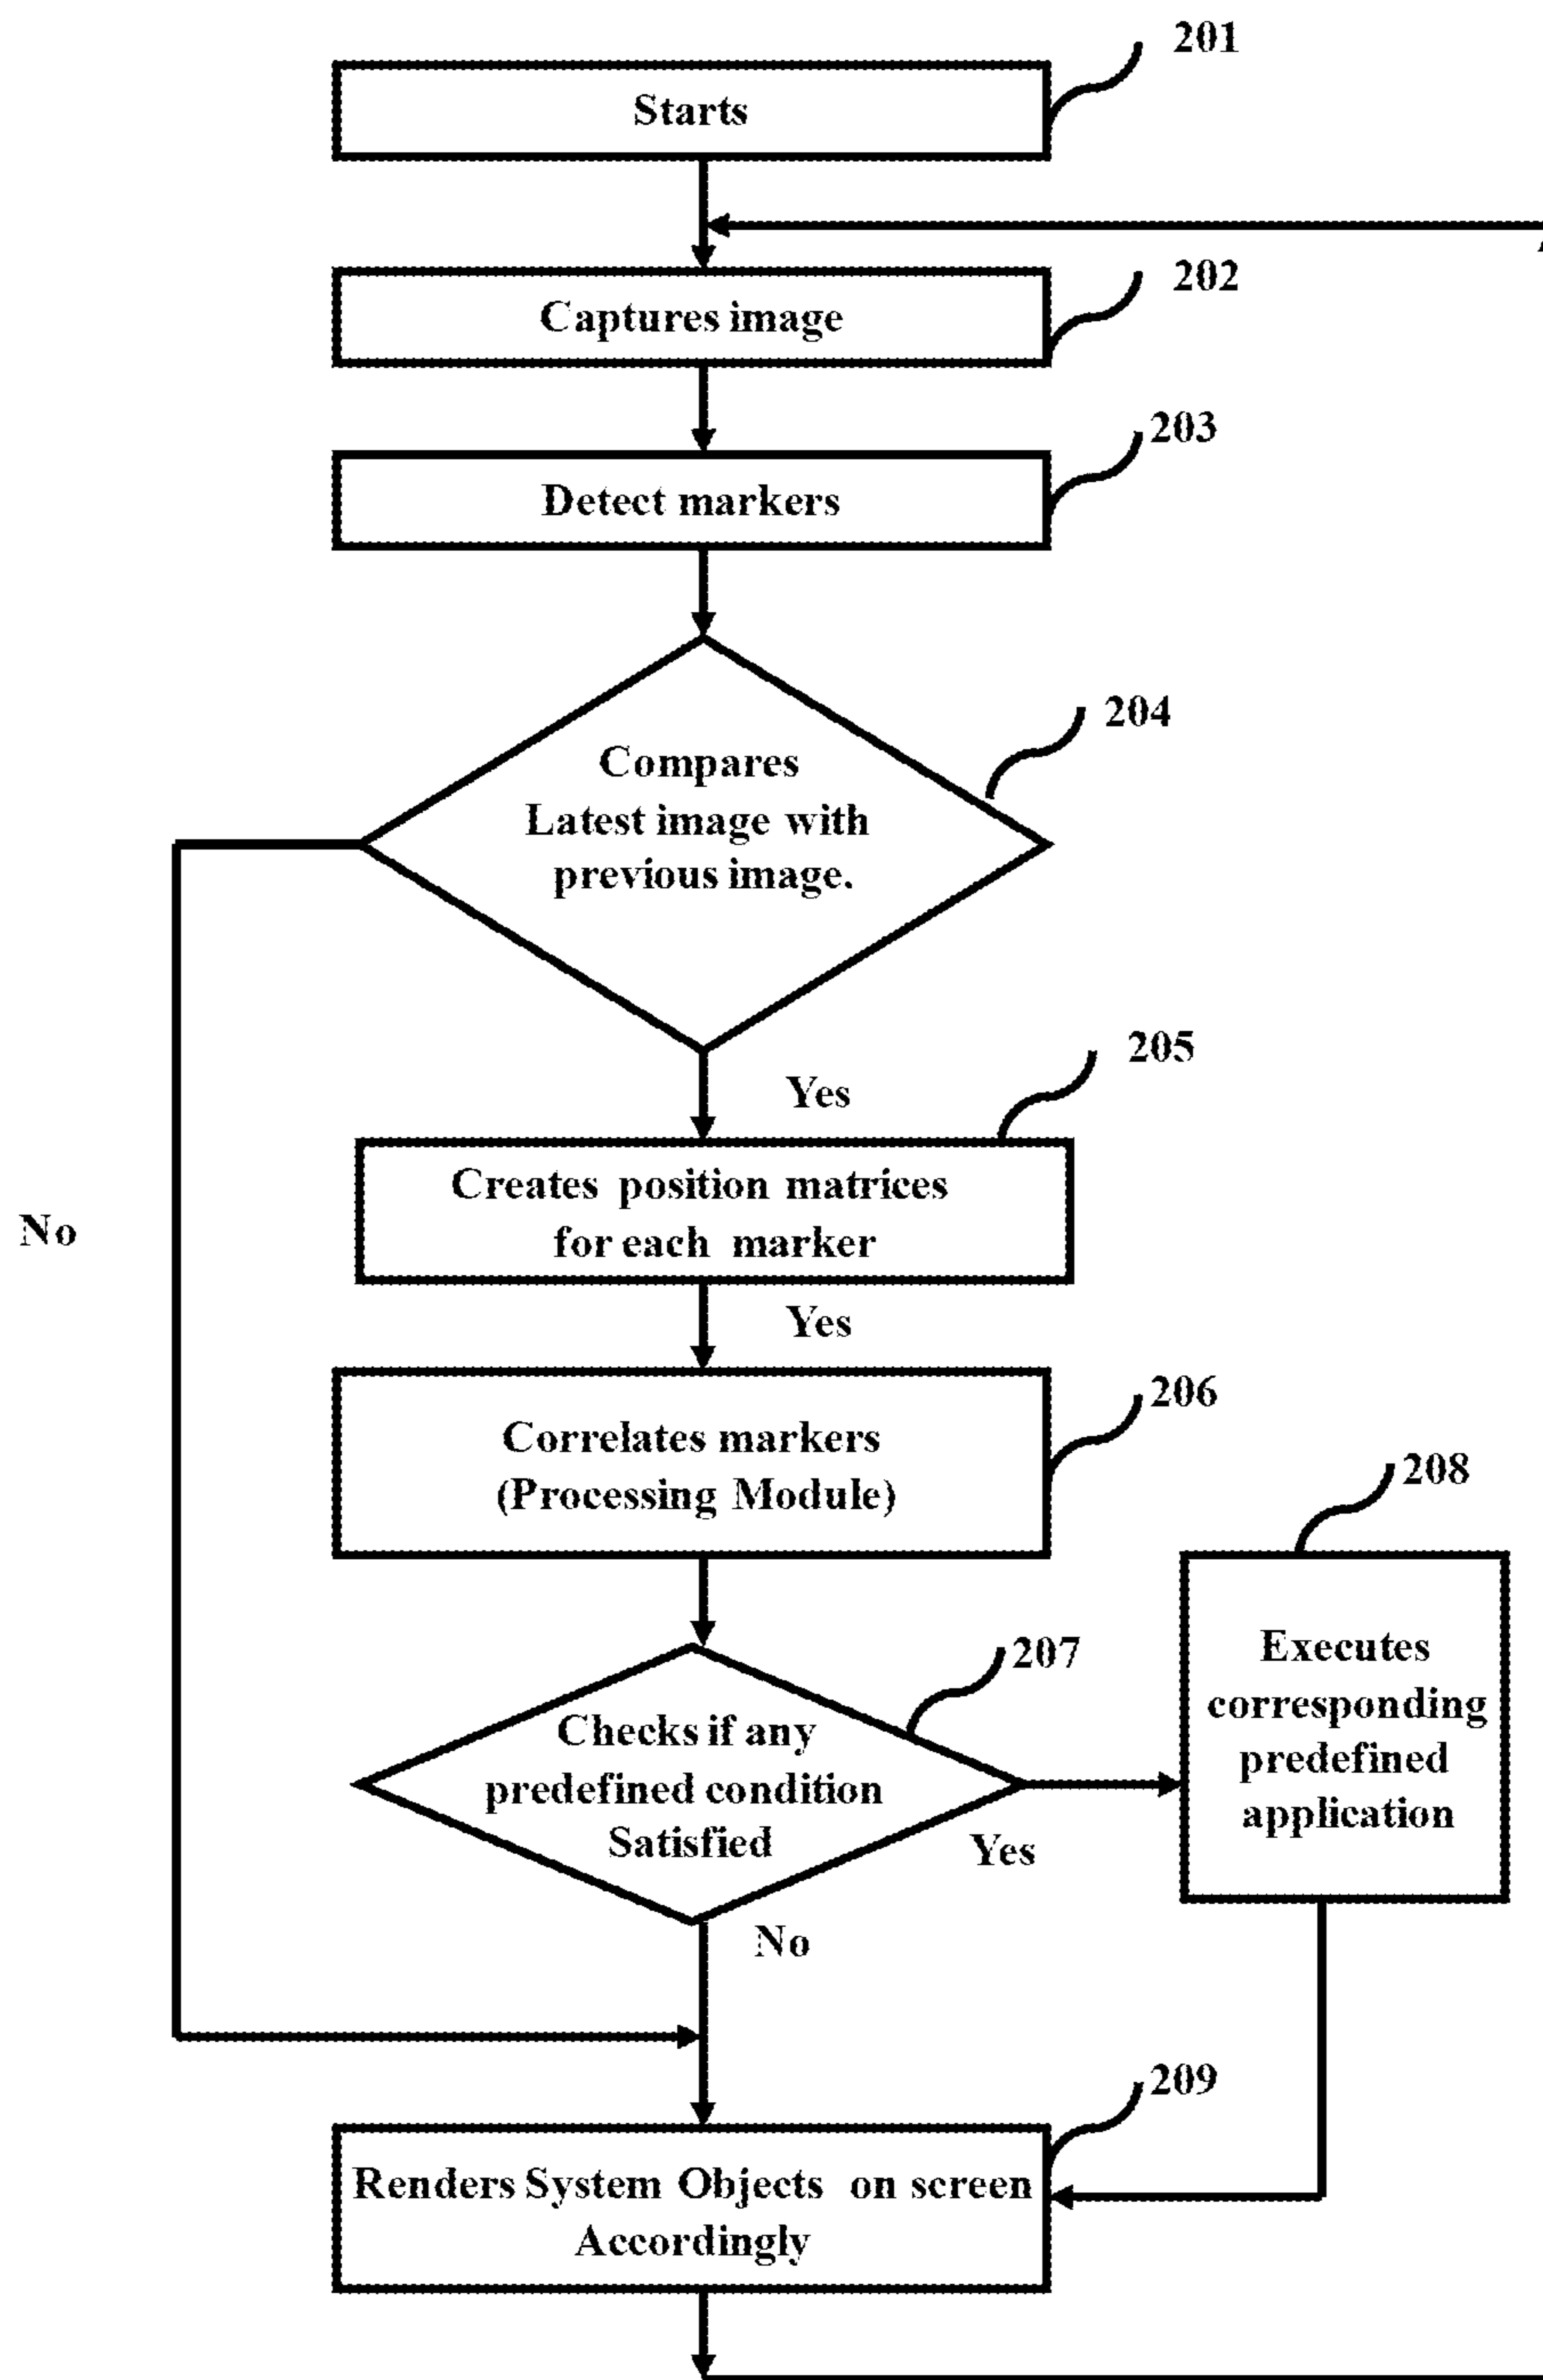 201
Starts
202
Captures image
203
Detect markers
204
Compares
Latest image with
previous image.
205
Yes
Creates position matrices
for each marker
No
Yes
206
Correlates markers
(Processing Module)
208
207
Executes
corresponding
predefined
application
Checks if any
predefined condition
Satisfied
Yes
No
209
Renders System Objects on screen
Accordingly